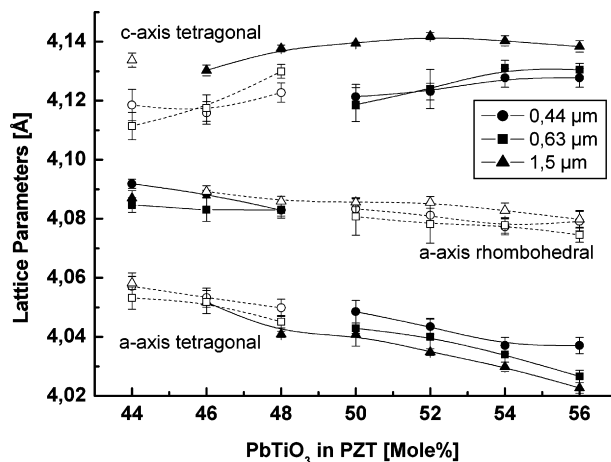 c-axis tetragonal
4,14
4,12
4,10
4,08
4,06
4,04
4,02
Lattice Parameters [Å]
0,44 µm
0,63 µm
1,5 µm
a-axis rhombohedral
a-axis tetragonal
44 46 48 50 52 54 56
PbTiO₃ in PZT [Mole%]